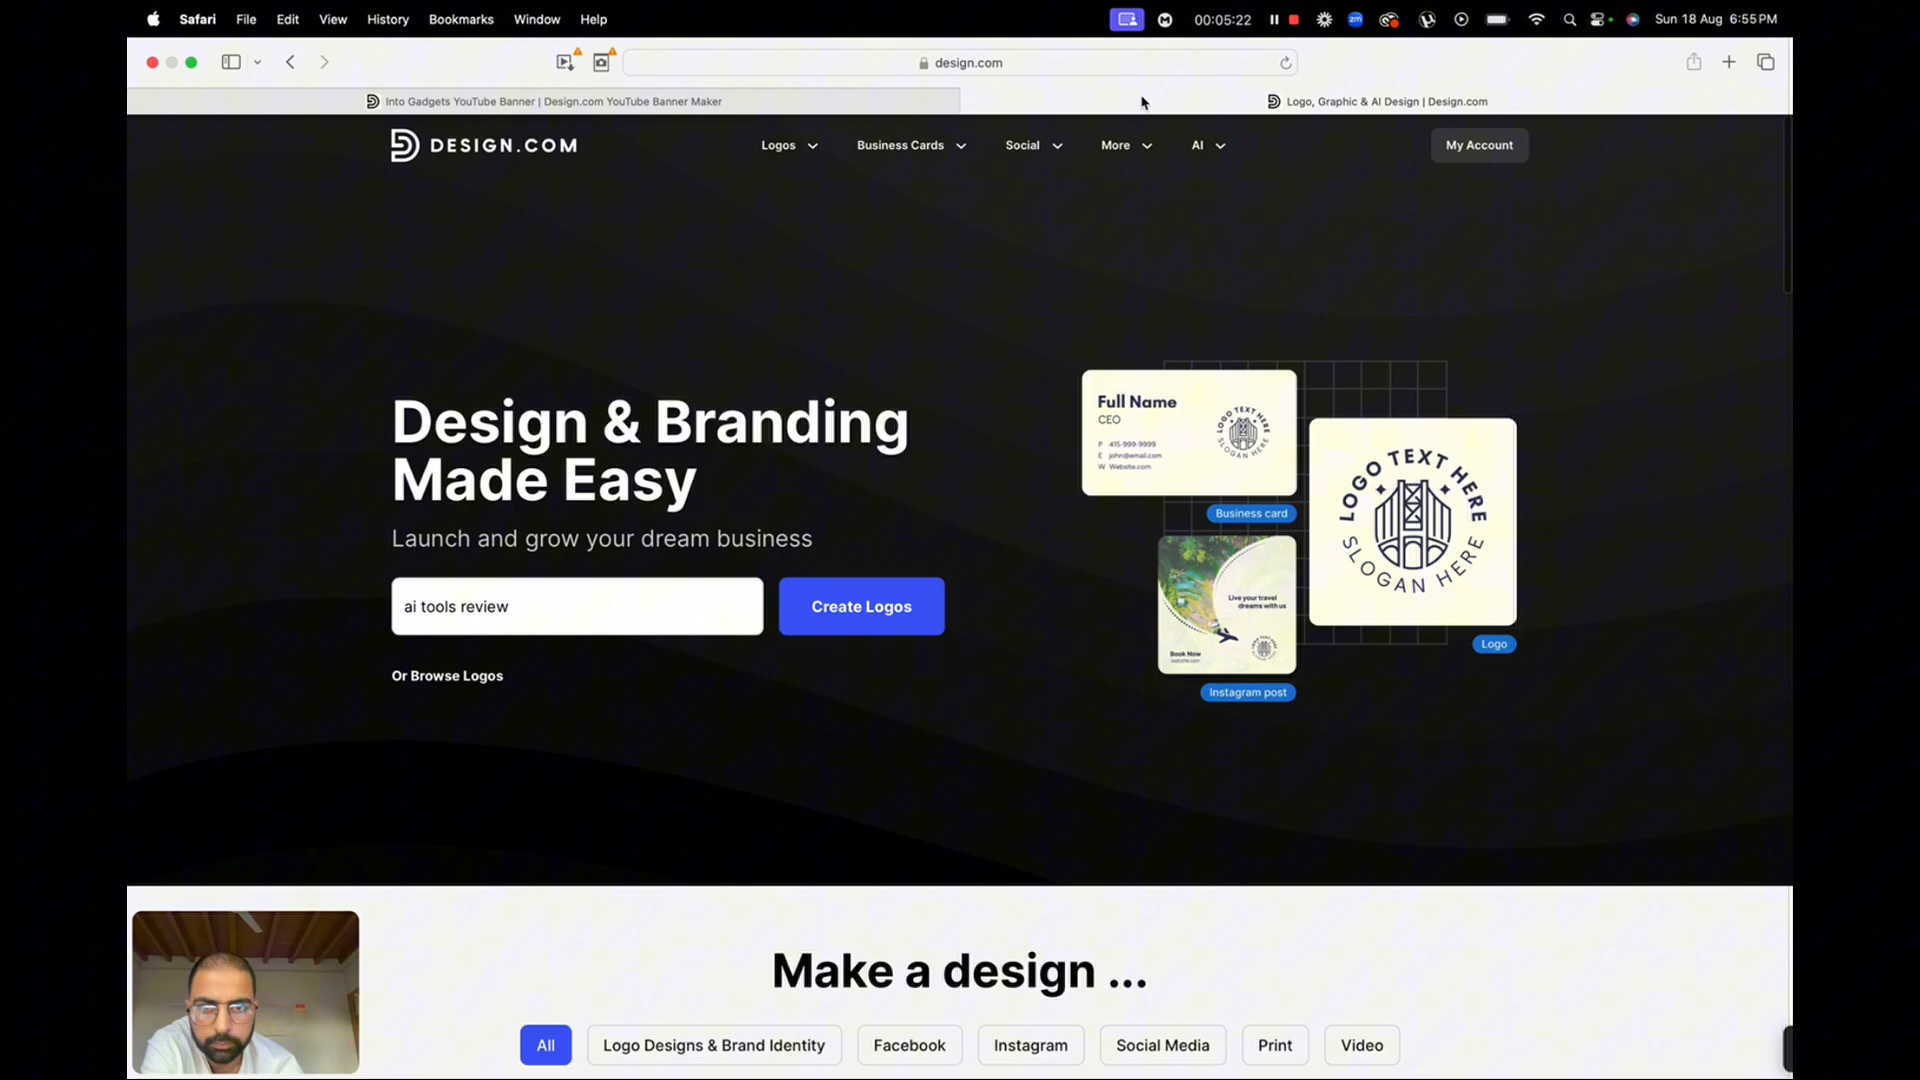 Safari File Edit View History Bookmarks Window Help 00:05:22 zm Sun 18 Aug 6:55 PM
design.com
Into Gadgets YouTube Banner | Design.com YouTube Banner Maker
Logo, Graphic & AI Design | Design.com
DESIGN.COM
Logos Business Cards Social More AI
My Account
Design & Branding
Made Easy
Launch and grow your dream business
ai tools review
Create Logos
Or Browse Logos
Full Name
CEO
P 415-999-9999
E john@email.com
W Website.com
LOGO TEXT HERE
SLOGAN HERE
Business card
Live your travel
dreams with us
Book Now
website.com
Instagram post
LOGO TEXT HERE
SLOGAN HERE
Logo
Make a design ...
All
Logo Designs & Brand Identity
Facebook
Instagram
Social Media
Print
Video